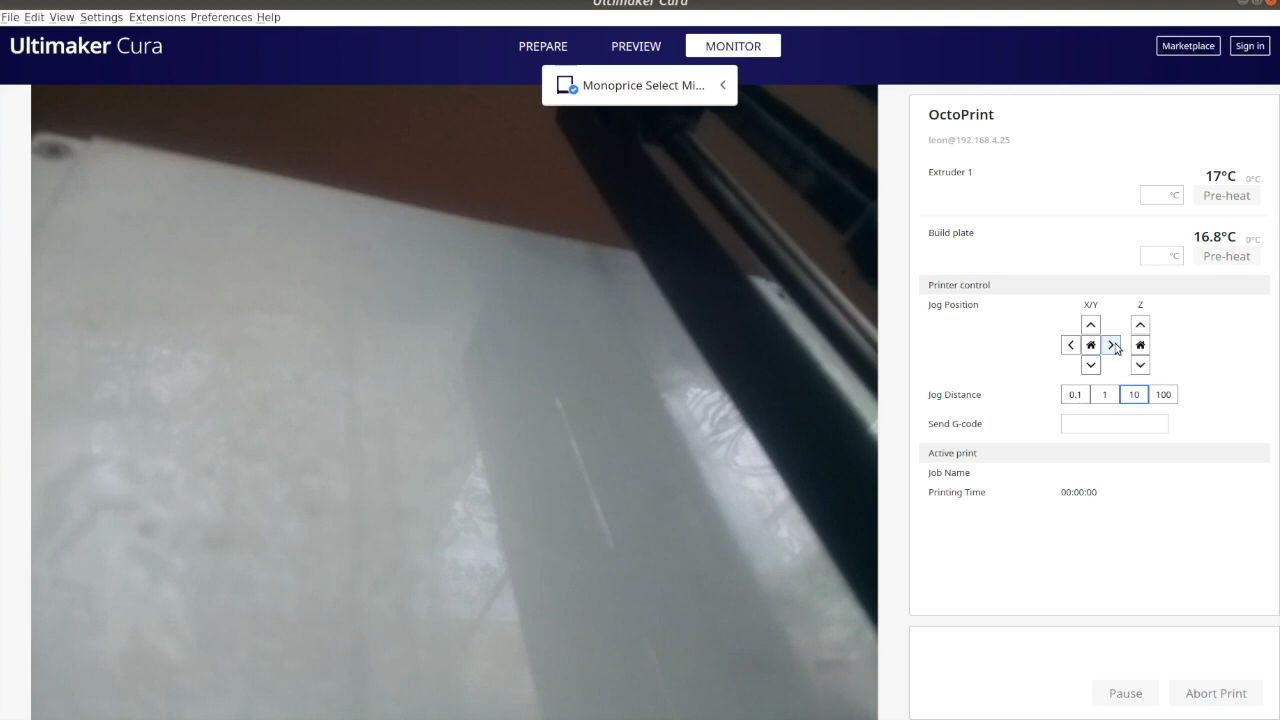 Ultimaker Cura
File Edit View Settings Extensions Preferences Help
Ultimaker Cura
PREPARE PREVIEW MONITOR
Marketplace Sign in
Monoprice Select Mi...
OctoPrint
leon@192.168.4.25
Extruder 1 17°C 0°C
°C Pre-heat
Build plate 16.8°C 0°C
°C Pre-heat
Printer control
Jog Position X/Y Z
Jog Distance 0.1 1 10 100
Send G-code
Active print
Job Name
Printing Time 00:00:00
Pause Abort Print